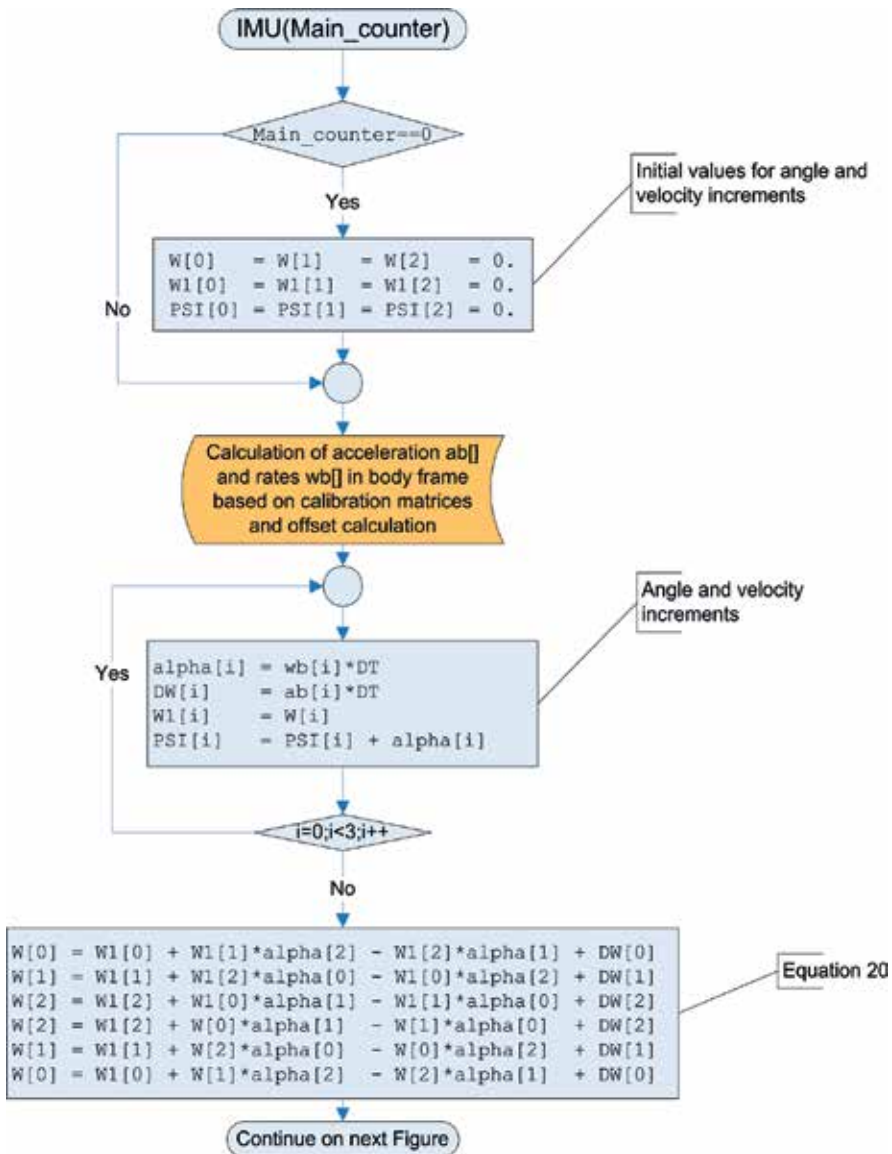 IMU(Main_counter)
Main_counter==0
Initial values for angle and
velocity increments
Yes
W[0] = W[1] = W[2] = 0.
W1[0] = W1[1] = W1[2] = 0.
PSI[0] = PSI[1] = PSI[2] = 0.
No
Calculation of acceleration ab[]
and rates wb[] in body frame
based on calibration matrices
and offset calculation
Angle and velocity
increments
Yes
alpha[i] = wb[i]*DT
DW[i] = ab[i]*DT
W1[i] = W[i]
PSI[i] = PSI[i] + alpha[i]
i=0;i<3;i++
No
W[0] = W1[0] + W1[1]*alpha[2] - W1[2]*alpha[1] + DW[0]
W[1] = W1[1] + W1[2]*alpha[0] - W1[0]*alpha[2] + DW[1]
W[2] = W1[2] + W1[0]*alpha[1] - W1[1]*alpha[0] + DW[2]
W[2] = W1[2] + W[0]*alpha[1] - W[1]*alpha[0] + DW[2]
W[1] = W1[1] + W[2]*alpha[0] - W[0]*alpha[2] + DW[1]
W[0] = W1[0] + W[1]*alpha[2] - W[2]*alpha[1] + DW[0]
Equation 20
Continue on next Figure